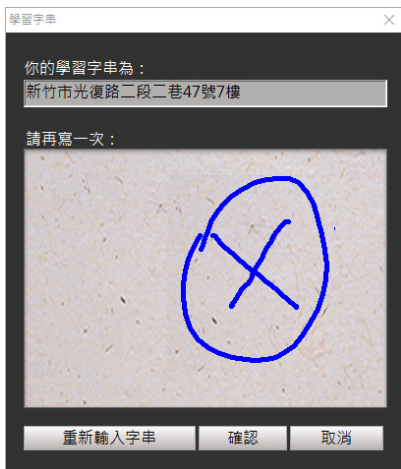 學習字串
你的學習字串為：
新竹市光復路二段二巷47號7樓
請再寫一次：
重新輸入字串 確認 取消